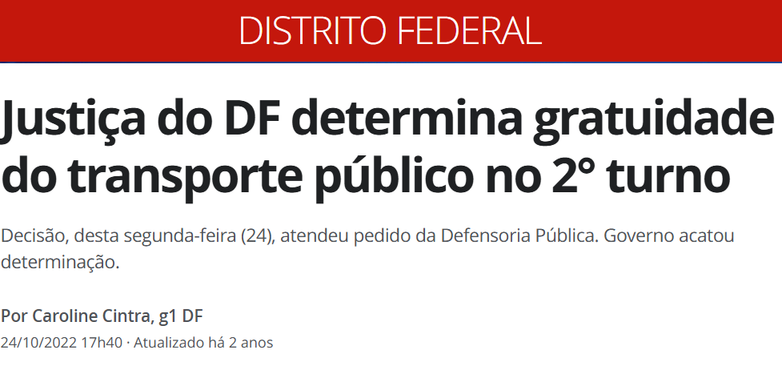 DISTRITO FEDERAL
Justiça do DF determina gratuidade
do transporte público no 2° turno
Decisão, desta segunda-feira (24), atendeu pedido da Defensoria Pública. Governo acatou
determinação.
Por Caroline Cintra, g1 DF
24/10/2022 17h40 · Atualizado há 2 anos